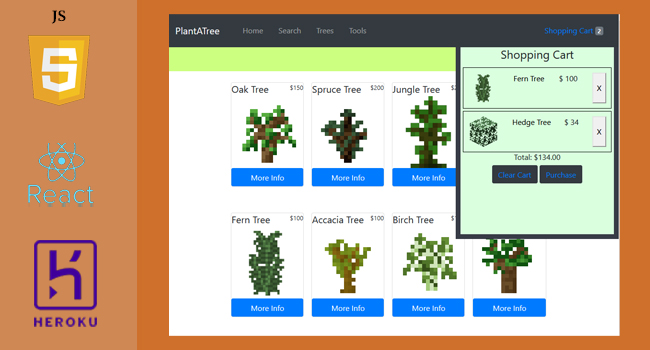 JS
5
React
HEROKU
PlantATree Home Search Trees Tools Shopping Cart 2
Shopping Cart
Fern Tree $ 100 X
Hedge Tree $ 34 X
Total: $134.00
Clear Cart Purchase
Oak Tree $150 Spruce Tree $200 Jungle Tree
More Info More Info More Info
Fern Tree $100 Accacia Tree $100 Birch Tree
More Info More Info More Info More Info